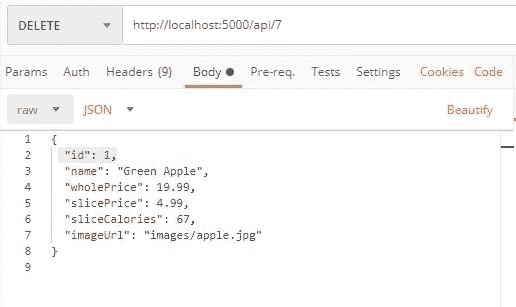 DELETE http://localhost:5000/api/7
Params Auth Headers (9) Body Pre-req. Tests Settings Cookies Code
raw JSON Beautify
1 {
2 "id": 1,
3 "name": "Green Apple",
4 "wholePrice": 19.99,
5 "slicePrice": 4.99,
6 "sliceCalories": 67,
7 "imageUrl": "images/apple.jpg"
8 }
9